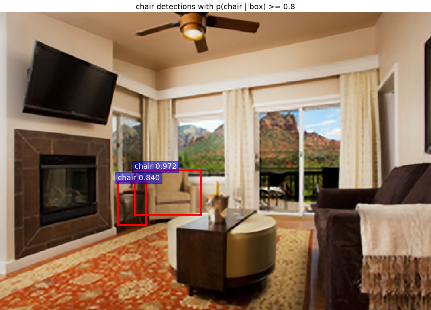 chair detections with p(chair | box) >= 0.8
chair 0.972
chair 0.840